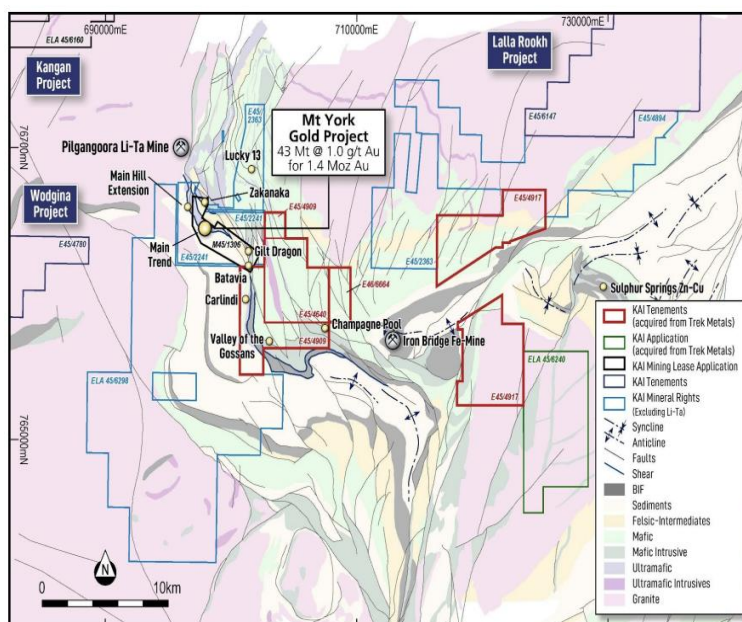 690000mE
710000mE
730000mE
ELA 45/6160
Kangan
Project
Lalla Rookh
Project
E45/
2363
E45/6147
E45/4894
76700mN
Mt York
Gold Project
43 Mt @ 1.0 g/t Au
for 1.4 Moz Au
Pilgangoora Li-Ta Mine
Lucky 13
Main Hill
Extension
Zakanaka
Wodgina
Project
E45/4909
E45/4917
E45/2241
E45/4780
Main
Trend
M45/1306
Gilt Dragon
E45/2241
E45/2363
E46/6664
Batavia
Sulphur Springs Zn-Cu
Carlindi
E45/4640
Champagne Pool
Iron Bridge Fe-Mine
Valley of the
Gossans
E45/4909
ELA 45/6240
ELA 45/6298
E45/4917
765000mN
0
10km
N
KAI Tenements
(acquired from Trek Metals)
KAI Application
(acquired from Trek Metals)
KAI Mining Lease Application
KAI Tenements
KAI Mineral Rights
(Excluding Li-Ta)
Syncline
Anticline
Faults
Shear
BIF
Sediments
Felsic-Intermediates
Mafic
Mafic Intrusive
Ultramafic
Ultramafic Intrusives
Granite